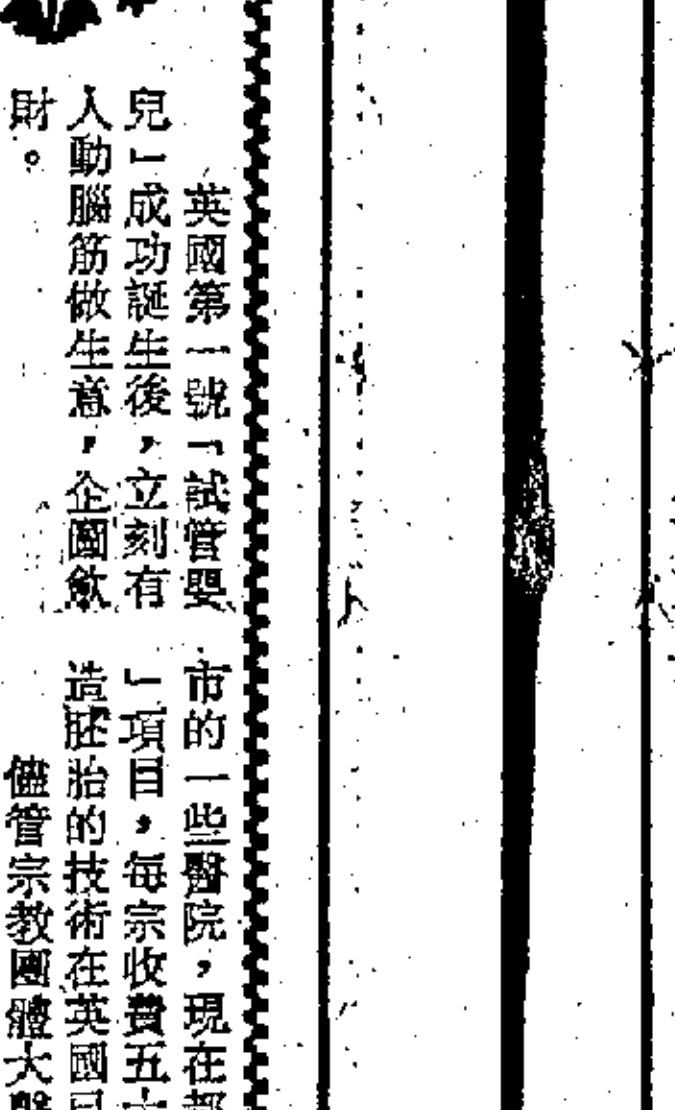 英國第一號「試管嬰
兒」成功誕生後，立刻有
人動腦筋做生意，企圖斂
財。
市的一些醫院，現在都
」項目，每宗收費五十
造胚胎的技術在英國已
儘管宗教團體大聲